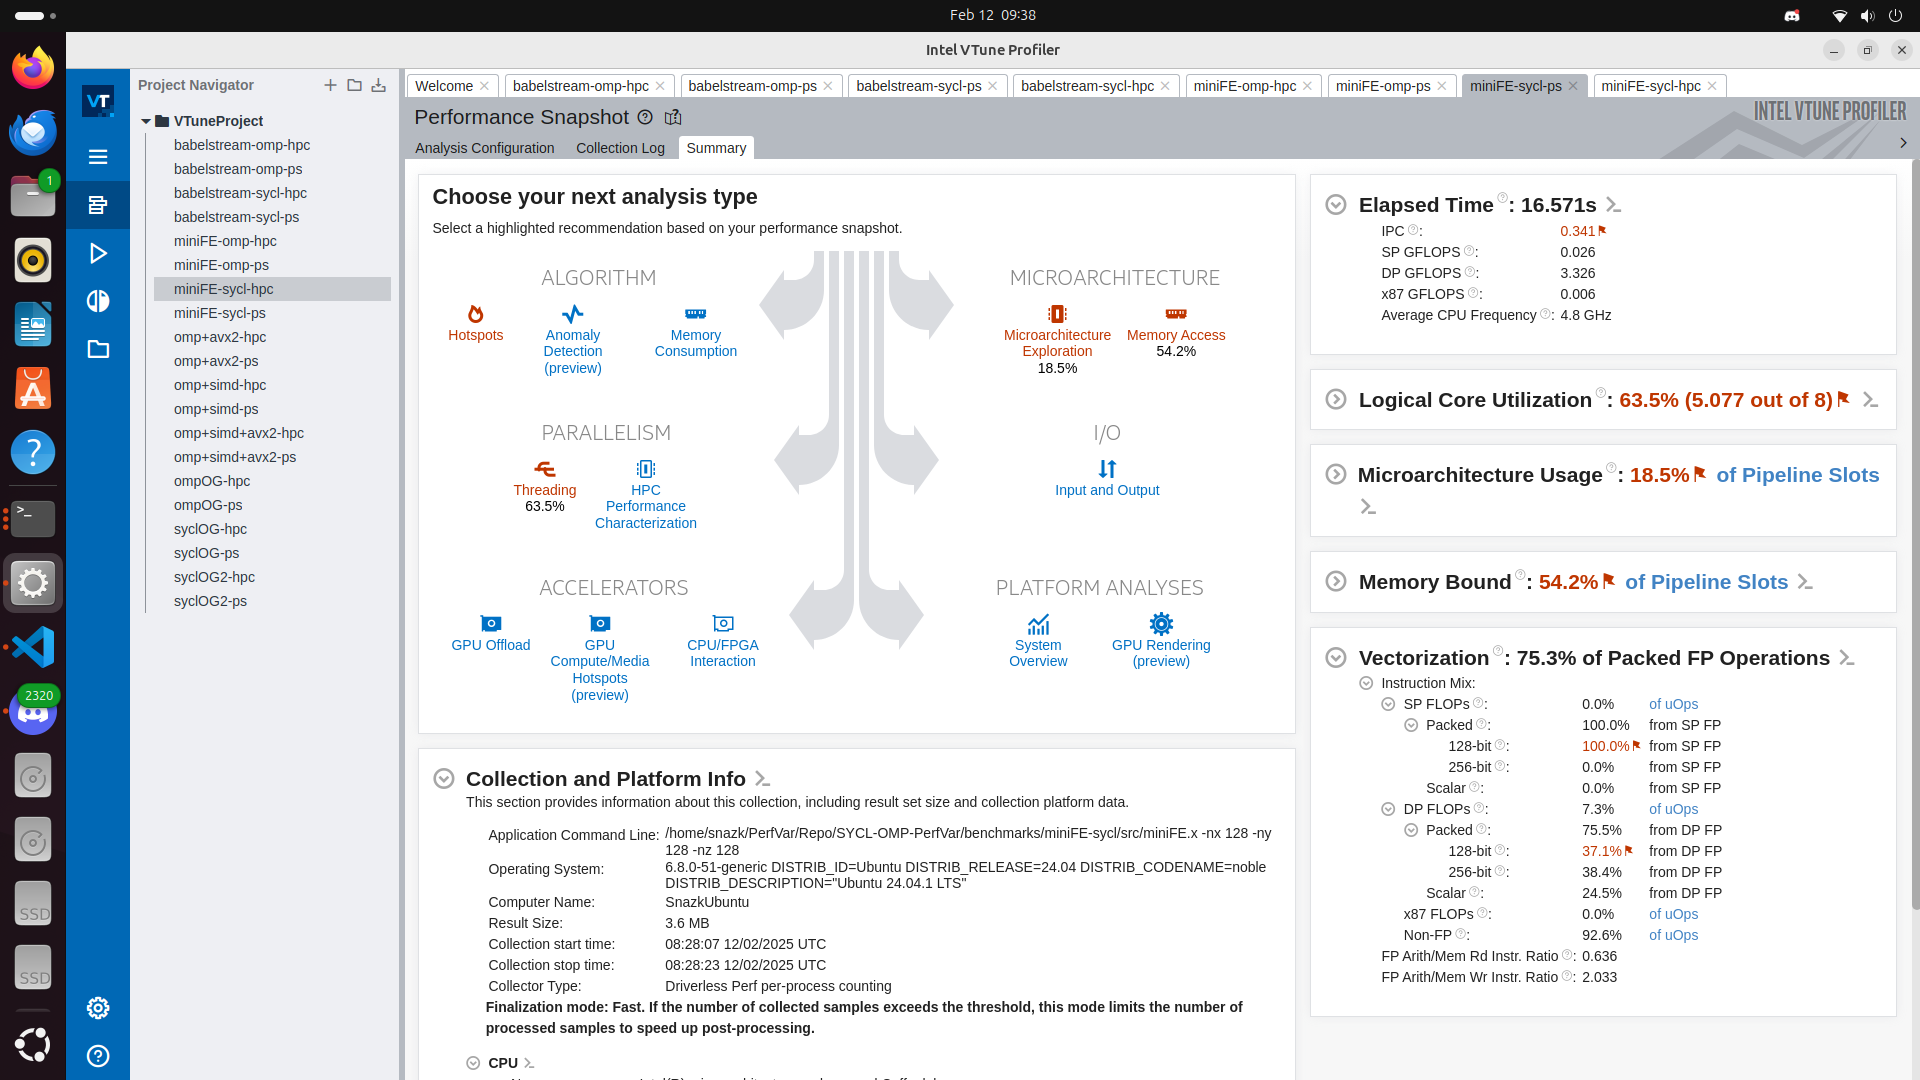 Feb 12 09:38
Intel VTune Profiler
1
>_
2320
SSD
SSD
VT
Project Navigator
VTuneProject
babelstream-omp-hpc
babelstream-omp-ps
babelstream-sycl-hpc
babelstream-sycl-ps
miniFE-omp-hpc
miniFE-omp-ps
miniFE-sycl-hpc
miniFE-sycl-ps
omp+avx2-hpc
omp+avx2-ps
omp+simd-hpc
omp+simd-ps
omp+simd+avx2-hpc
omp+simd+avx2-ps
ompOG-hpc
ompOG-ps
syclOG-hpc
syclOG-ps
syclOG2-hpc
syclOG2-ps
Welcome babelstream-omp-hpc babelstream-omp-ps babelstream-sycl-ps babelstream-sycl-hpc miniFE-omp-hpc miniFE-omp-ps miniFE-sycl-ps miniFE-sycl-hpc
Performance Snapshot
INTEL VTUNE PROFILER
Analysis Configuration Collection Log Summary
Choose your next analysis type
Select a highlighted recommendation based on your performance snapshot.
ALGORITHM
Hotspots
Anomaly
Detection
(preview)
Memory
Consumption
MICROARCHITECTURE
Microarchitecture
Exploration
18.5%
Memory Access
54.2%
PARALLELISM
Threading
63.5%
HPC
Performance
Characterization
I/O
Input and Output
ACCELERATORS
GPU Offload
GPU
Compute/Media
Hotspots
(preview)
CPU/FPGA
Interaction
PLATFORM ANALYSES
System
Overview
GPU Rendering
(preview)
Collection and Platform Info
This section provides information about this collection, including result set size and collection platform data.
Application Command Line: /home/snazk/PerfVar/Repo/SYCL-OMP-PerfVar/benchmarks/miniFE-sycl/src/miniFE.x -nx 128 -ny
128 -nz 128
Operating System: 6.8.0-51-generic DISTRIB_ID=Ubuntu DISTRIB_RELEASE=24.04 DISTRIB_CODENAME=noble
DISTRIB_DESCRIPTION="Ubuntu 24.04.1 LTS"
Computer Name: SnazkUbuntu
Result Size: 3.6 MB
Collection start time: 08:28:07 12/02/2025 UTC
Collection stop time: 08:28:23 12/02/2025 UTC
Collector Type: Driverless Perf per-process counting
Finalization mode: Fast. If the number of collected samples exceeds the threshold, this mode limits the number of
processed samples to speed up post-processing.
CPU
Elapsed Time: 16.571s
IPC: 0.341
SP GFLOPS: 0.026
DP GFLOPS: 3.326
x87 GFLOPS: 0.006
Average CPU Frequency: 4.8 GHz
Logical Core Utilization: 63.5% (5.077 out of 8)
Microarchitecture Usage: 18.5% of Pipeline Slots
Memory Bound: 54.2% of Pipeline Slots
Vectorization: 75.3% of Packed FP Operations
Instruction Mix:
SP FLOPs: 0.0% of uOps
Packed: 100.0% from SP FP
128-bit: 100.0% from SP FP
256-bit: 0.0% from SP FP
Scalar: 0.0% from SP FP
DP FLOPs: 7.3% of uOps
Packed: 75.5% from DP FP
128-bit: 37.1% from DP FP
256-bit: 38.4% from DP FP
Scalar: 24.5% from DP FP
x87 FLOPs: 0.0% of uOps
Non-FP: 92.6% of uOps
FP Arith/Mem Rd Instr. Ratio: 0.636
FP Arith/Mem Wr Instr. Ratio: 2.033